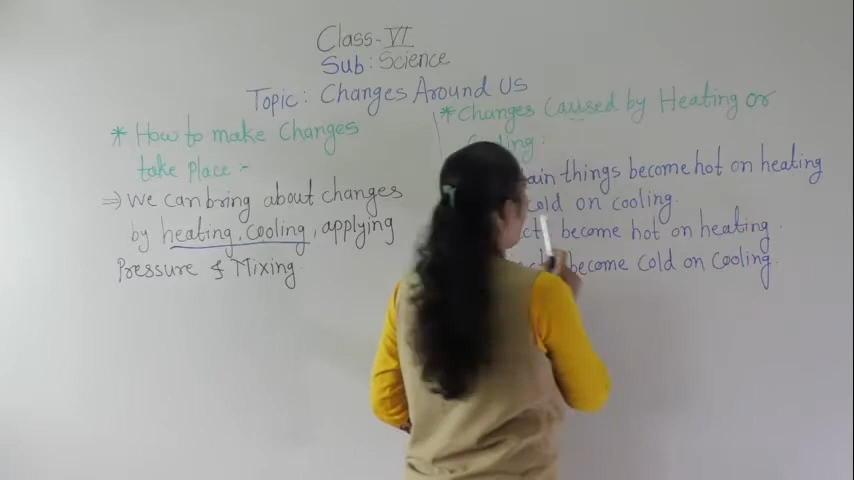 Class-VI
Sub: Science
Topic: Changes Around Us
* How to make Changes
take Place :-
⇒ We can bring about changes
by heating, cooling, applying
Pressure & Mixing.
* Changes caused by Heating or
things become hot on heating
cold on cooling.
become hot on heating.
become cold on cooling.